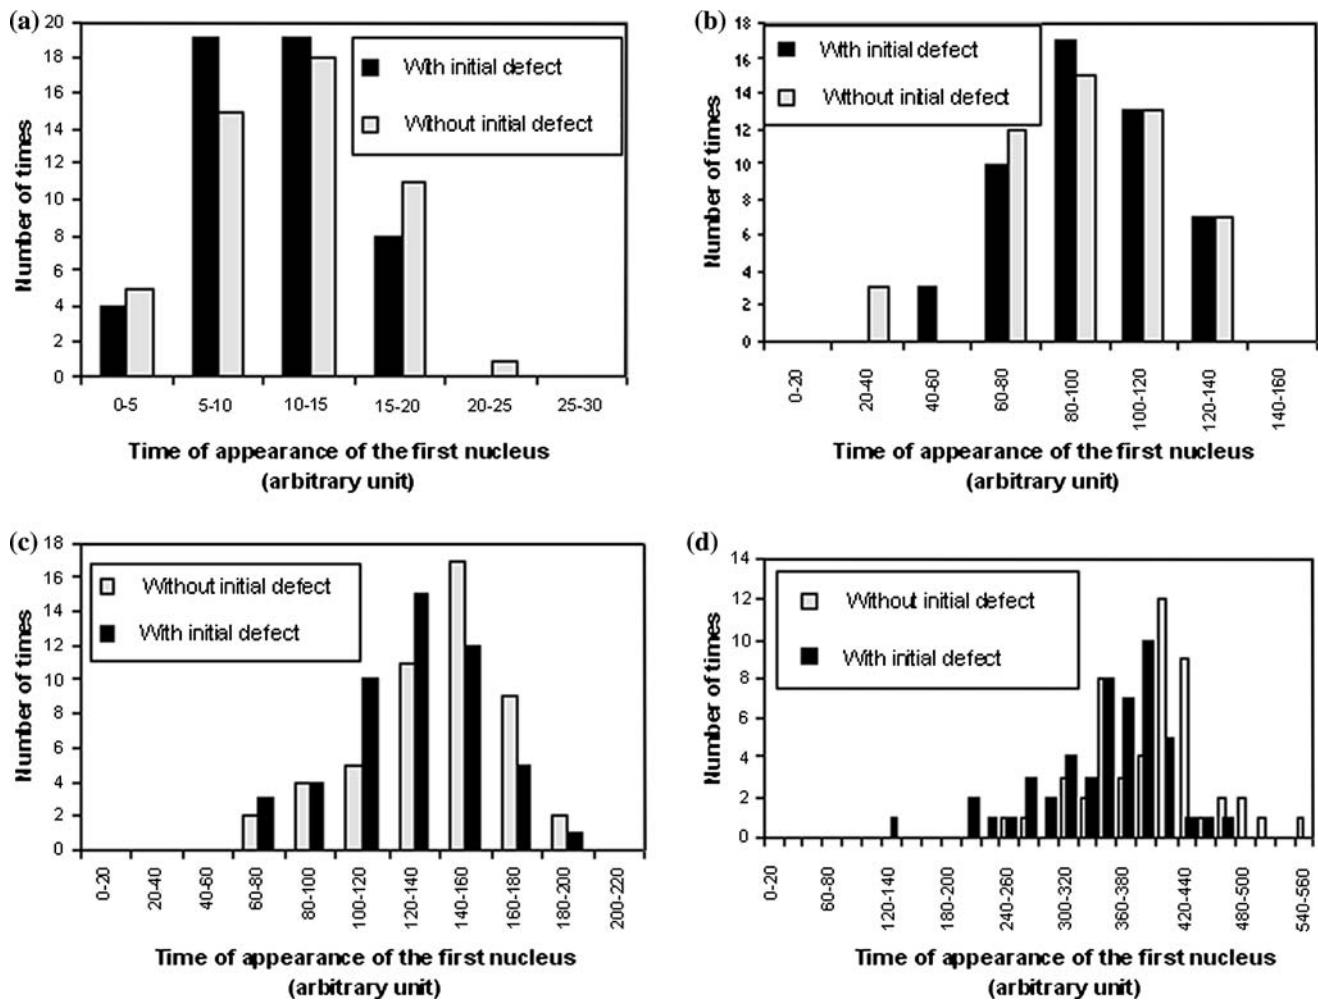 (a)
20
18
16
14
12
10
8
6
4
2
0
Number of times
With initial defect
Without initial defect
0-5 5-10 10-15 15-20 20-25 25-30
Time of appearance of the first nucleus
(arbitrary unit)
(b)
18
16
14
12
10
8
6
4
2
0
Number of times
With initial defect
Without initial defect
0-20 20-40 40-60 60-80 80-100 100-120 120-140 140-160
Time of appearance of the first nucleus
(arbitrary unit)
(c)
18
16
14
12
10
8
6
4
2
0
Number of times
Without initial defect
With initial defect
0-20 20-40 40-60 60-80 80-100 100-120 120-140 140-160 160-180 180-200 200-220
Time of appearance of the first nucleus
(arbitrary unit)
(d)
14
12
10
8
6
4
2
0
Number of times
Without initial defect
With initial defect
0-20 60-80 120-140 180-200 240-260 300-320 360-380 420-440 480-500 540-560
Time of appearance of the first nucleus
(arbitrary unit)